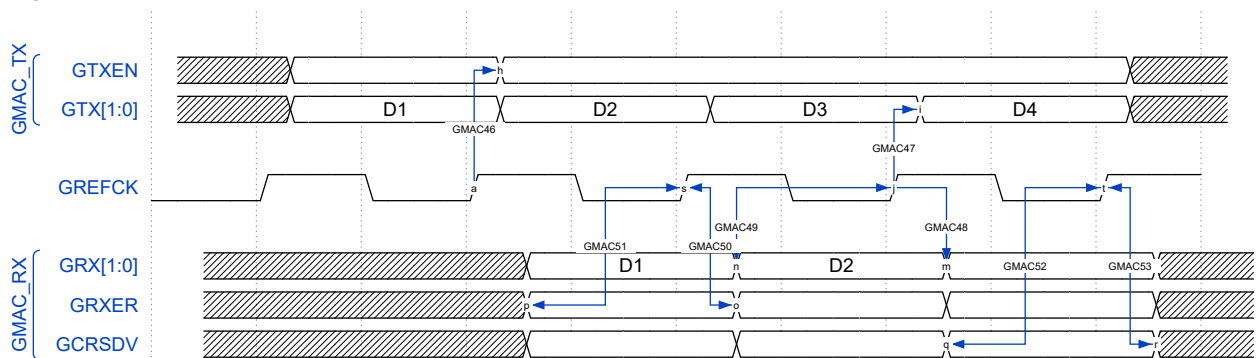 GMAC_TX
GTXEN
h
GTX[1:0]
D1
D2
D3
i
D4
GMAC46
GMAC47
GREFCK
a
s
j
t
GMAC49
GMAC48
GMAC51
GMAC50
GMAC_RX
GRX[1:0]
D1
n
D2
m
GMAC52
GMAC53
GRXER
p
o
GCRSDV
q
r